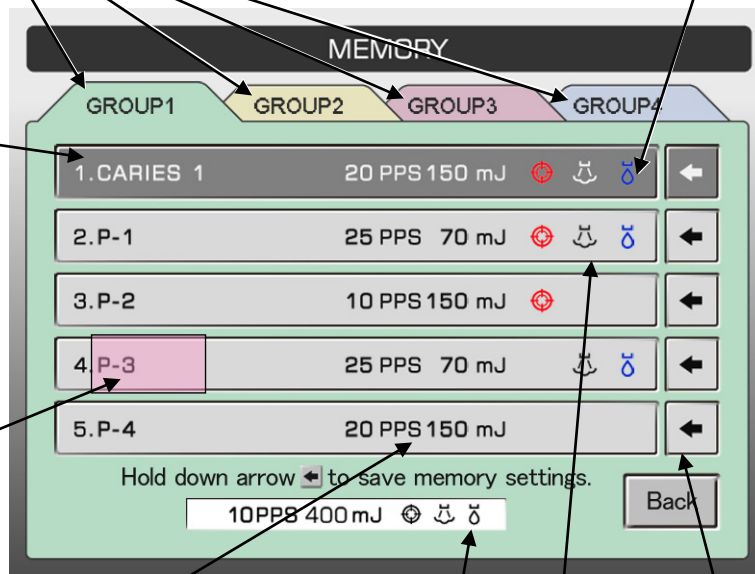 MEMORY
GROUP1 GROUP2 GROUP3 GROUP4
1.CARIES 1 20 PPS 150 mJ
2.P-1 25 PPS 70 mJ
3.P-2 10 PPS 150 mJ
4.P-3 25 PPS 70 mJ
5.P-4 20 PPS 150 mJ
Hold down arrow to save memory settings.
Back
10PPS 400 mJ